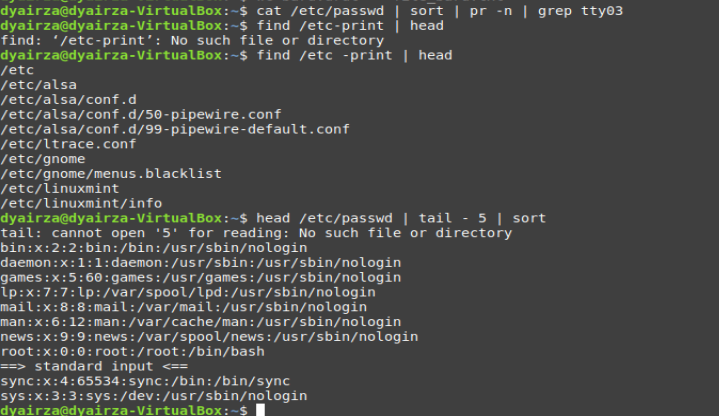 dyairza@dyairza-VirtualBox:~$ cat /etc/passwd | sort | pr -n | grep tty03
dyairza@dyairza-VirtualBox:~$ find /etc-print | head
find: ‘/etc-print’: No such file or directory
dyairza@dyairza-VirtualBox:~$ find /etc -print | head
/etc
/etc/alsa
/etc/alsa/conf.d
/etc/alsa/conf.d/50-pipewire.conf
/etc/alsa/conf.d/99-pipewire-default.conf
/etc/ltrace.conf
/etc/gnome
/etc/gnome/menus.blacklist
/etc/linuxmint
/etc/linuxmint/info
dyairza@dyairza-VirtualBox:~$ head /etc/passwd | tail - 5 | sort
tail: cannot open '5' for reading: No such file or directory
bin:x:2:2:bin:/bin:/usr/sbin/nologin
daemon:x:1:1:daemon:/usr/sbin:/usr/sbin/nologin
games:x:5:60:games:/usr/games:/usr/sbin/nologin
lp:x:7:7:lp:/var/spool/lpd:/usr/sbin/nologin
mail:x:8:8:mail:/var/mail:/usr/sbin/nologin
man:x:6:12:man:/var/cache/man:/usr/sbin/nologin
news:x:9:9:news:/var/spool/news:/usr/sbin/nologin
root:x:0:0:root:/root:/bin/bash
==> standard input <==
sync:x:4:65534:sync:/bin:/bin/sync
sys:x:3:3:sys:/dev:/usr/sbin/nologin
dyairza@dyairza-VirtualBox:~$